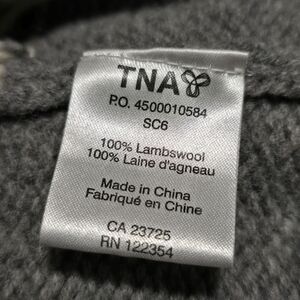 TNA
P.O. 4500010584
SC6
100% Lambswool
100% Laine d'agneau
Made in China
Fabriqué en Chine
CA 23725
RN 122354